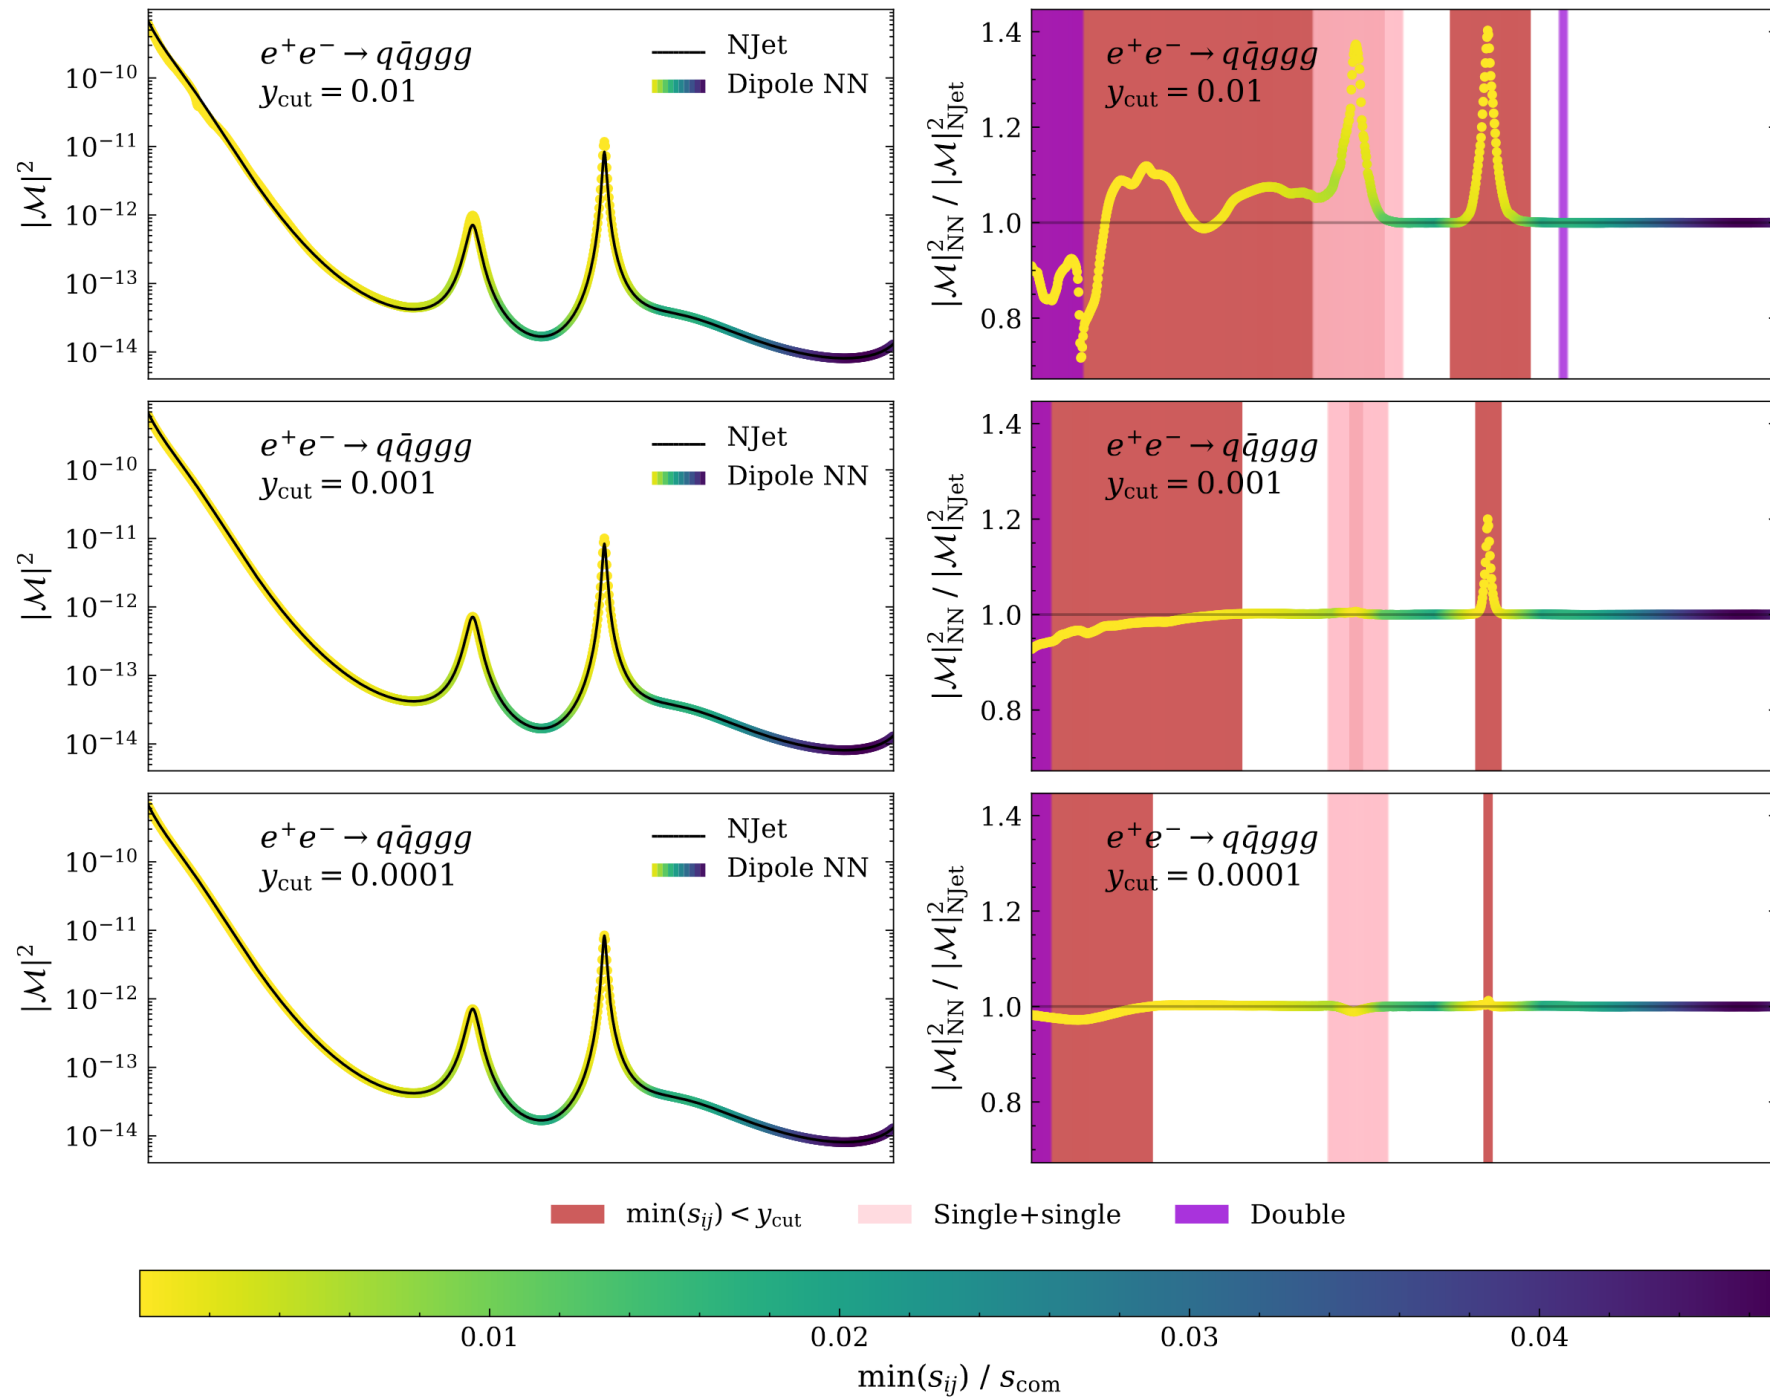 e⁺e⁻ → qq̄ggg
y_cut = 0.01
NJet
Dipole NN
10⁻¹⁰
10⁻¹¹
10⁻¹²
10⁻¹³
10⁻¹⁴
|ℳ|²
e⁺e⁻ → qq̄ggg
y_cut = 0.01
1.4
1.2
1.0
0.8
|ℳ|²_NN / |ℳ|²_NJet
e⁺e⁻ → qq̄ggg
y_cut = 0.001
NJet
Dipole NN
10⁻¹⁰
10⁻¹¹
10⁻¹²
10⁻¹³
10⁻¹⁴
|ℳ|²
e⁺e⁻ → qq̄ggg
y_cut = 0.001
1.4
1.2
1.0
0.8
|ℳ|²_NN / |ℳ|²_NJet
e⁺e⁻ → qq̄ggg
y_cut = 0.0001
NJet
Dipole NN
10⁻¹⁰
10⁻¹¹
10⁻¹²
10⁻¹³
10⁻¹⁴
|ℳ|²
e⁺e⁻ → qq̄ggg
y_cut = 0.0001
1.4
1.2
1.0
0.8
|ℳ|²_NN / |ℳ|²_NJet
min(s_ij) < y_cut Single+single Double
0.01 0.02 0.03 0.04
min(s_ij) / s_com